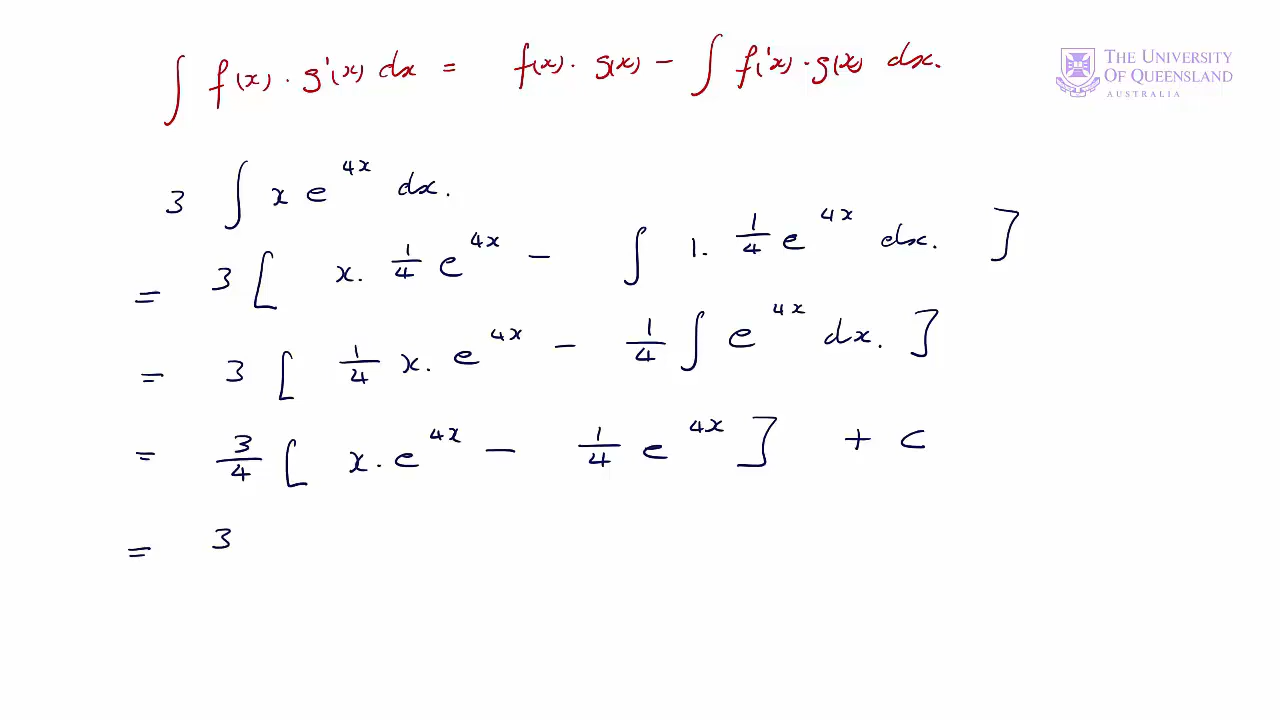 ∫ f(x) · g'(x) dx = f(x) · g(x) − ∫ f'(x) · g(x) dx.
THE UNIVERSITY
OF QUEENSLAND
AUSTRALIA
3 ∫ x e^{4x} dx.
= 3 [ x. 1/4 e^{4x} − ∫ 1. 1/4 e^{4x} dx. ]
= 3 [ 1/4 x. e^{4x} − 1/4 ∫ e^{4x} dx. ]
= 3/4 [ x. e^{4x} − 1/4 e^{4x} ] + c
= 3